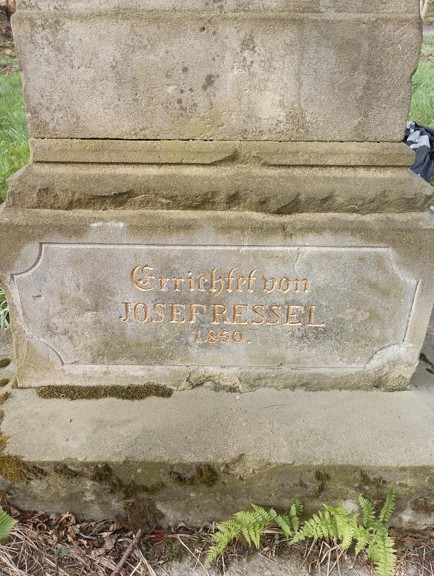 Errichtet von
JOSEF RESSEL
1850.